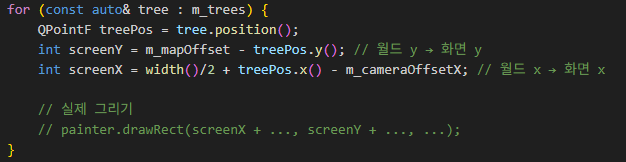 for (const auto& tree : m_trees) {
    QPointF treePos = tree.position();
    int screenY = m_mapOffset - treePos.y(); // 월드 y → 화면 y
    int screenX = width()/2 + treePos.x() - m_cameraOffsetX; // 월드 x → 화면 x

    // 실제 그리기
    // painter.drawRect(screenX + ..., screenY + ..., ...);
}